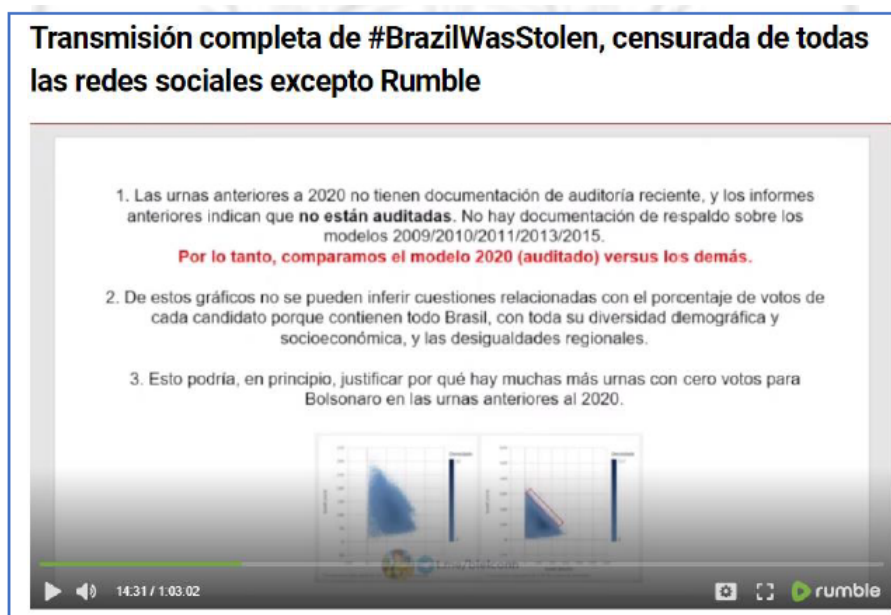 Transmisión completa de #BrazilWasStolen, censurada de todas
las redes sociales excepto Rumble
1. Las urnas anteriores a 2020 no tienen documentación de auditoría reciente, y los informes
anteriores indican que no están auditadas. No hay documentación de respaldo sobre los
modelos 2009/2010/2011/2013/2015.
Por lo tanto, comparamos el modelo 2020 (auditado) versus los demás.
2. De estos gráficos no se pueden inferir cuestiones relacionadas con el porcentaje de votos de
cada candidato porque contienen todo Brasil, con toda su diversidad demográfica y
socioeconómica, y las desigualdades regionales.
3. Esto podría, en principio, justificar por qué hay muchas más urnas con cero votos para
Bolsonaro en las urnas anteriores al 2020.
14:31 / 1:03:02
rumble